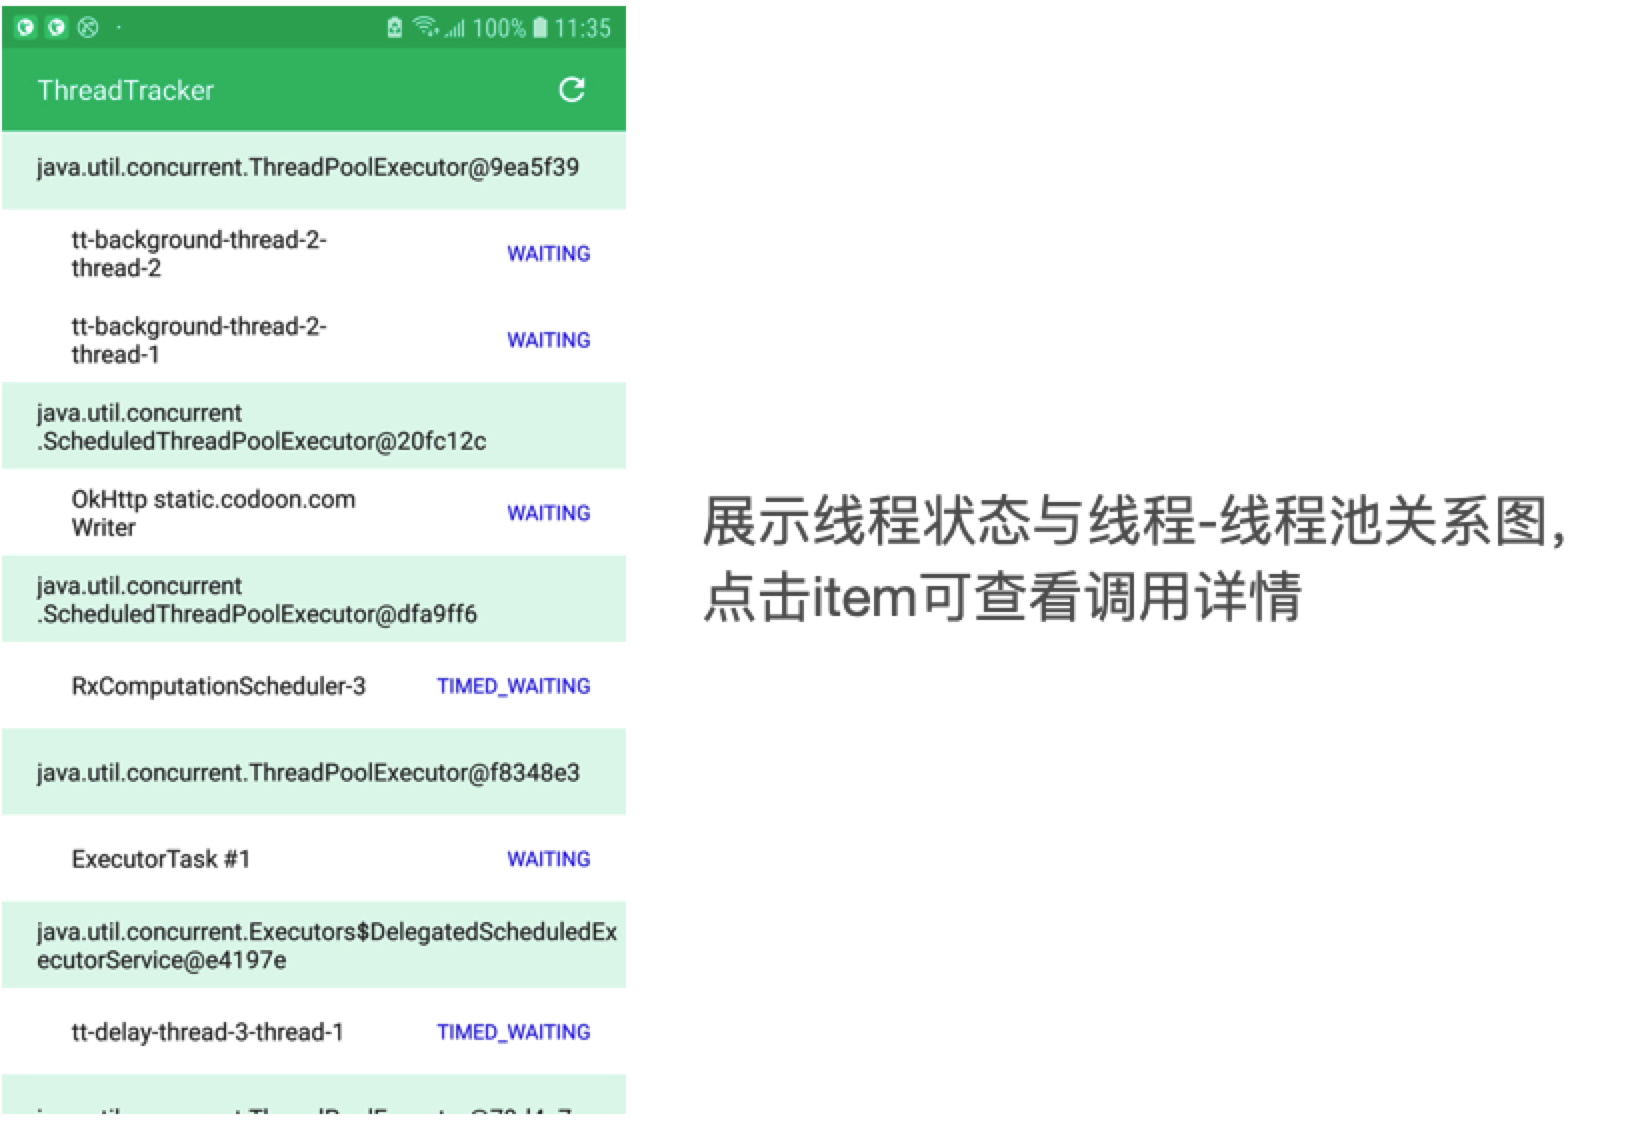 100% 11:35
ThreadTracker
java.util.concurrent.ThreadPoolExecutor@9ea5f39
tt-background-thread-2-
thread-2
WAITING
tt-background-thread-2-
thread-1
WAITING
java.util.concurrent
.ScheduledThreadPoolExecutor@20fc12c
OkHttp static.codoon.com
Writer
WAITING
java.util.concurrent
.ScheduledThreadPoolExecutor@dfa9ff6
RxComputationScheduler-3
TIMED_WAITING
java.util.concurrent.ThreadPoolExecutor@f8348e3
ExecutorTask #1
WAITING
java.util.concurrent.Executors$DelegatedScheduledEx
ecutorService@e4197e
tt-delay-thread-3-thread-1
TIMED_WAITING
展示线程状态与线程-线程池关系图，
点击item可查看调用详情